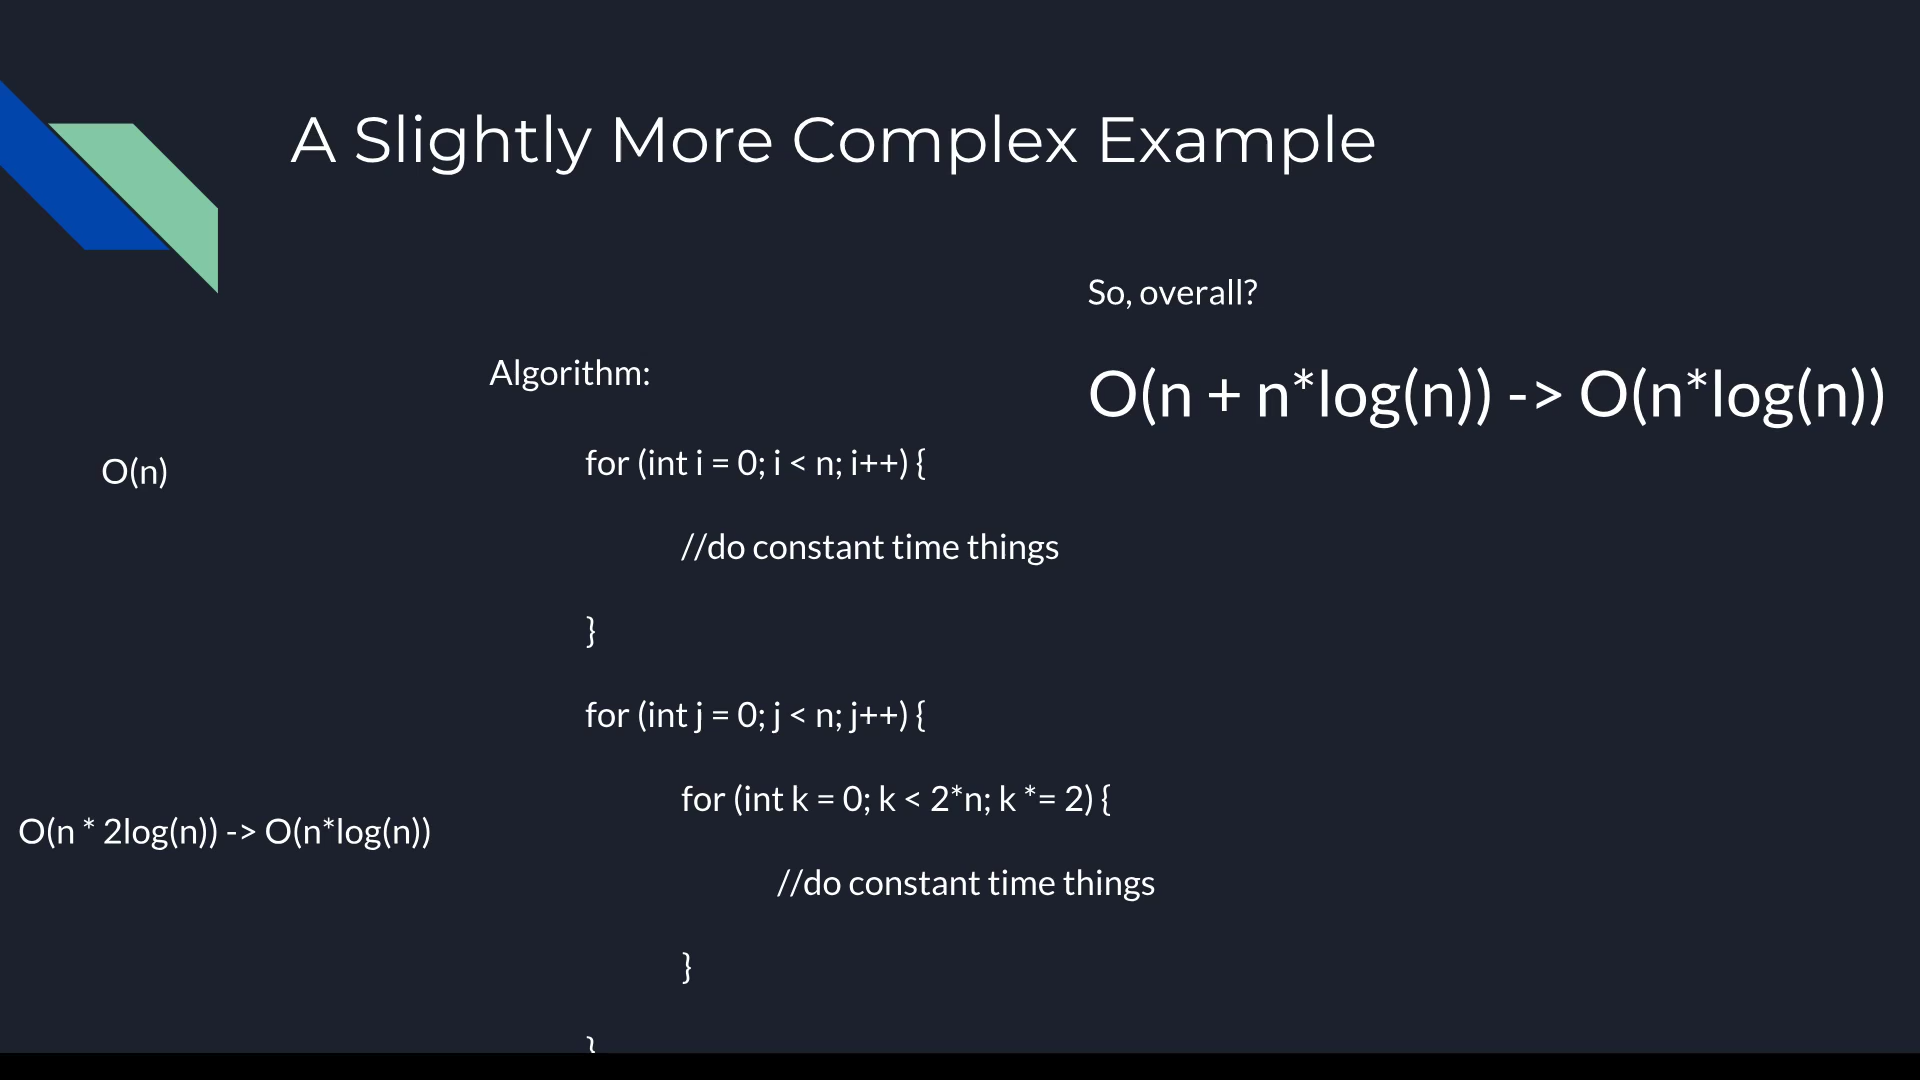 A Slightly More Complex Example
So, overall?
O(n + n*log(n)) -> O(n*log(n))
Algorithm:
O(n)
for (int i = 0; i < n; i++) {
//do constant time things
}
for (int j = 0; j < n; j++) {
for (int k = 0; k < 2*n; k *= 2) {
O(n * 2log(n)) -> O(n*log(n))
//do constant time things
}
}